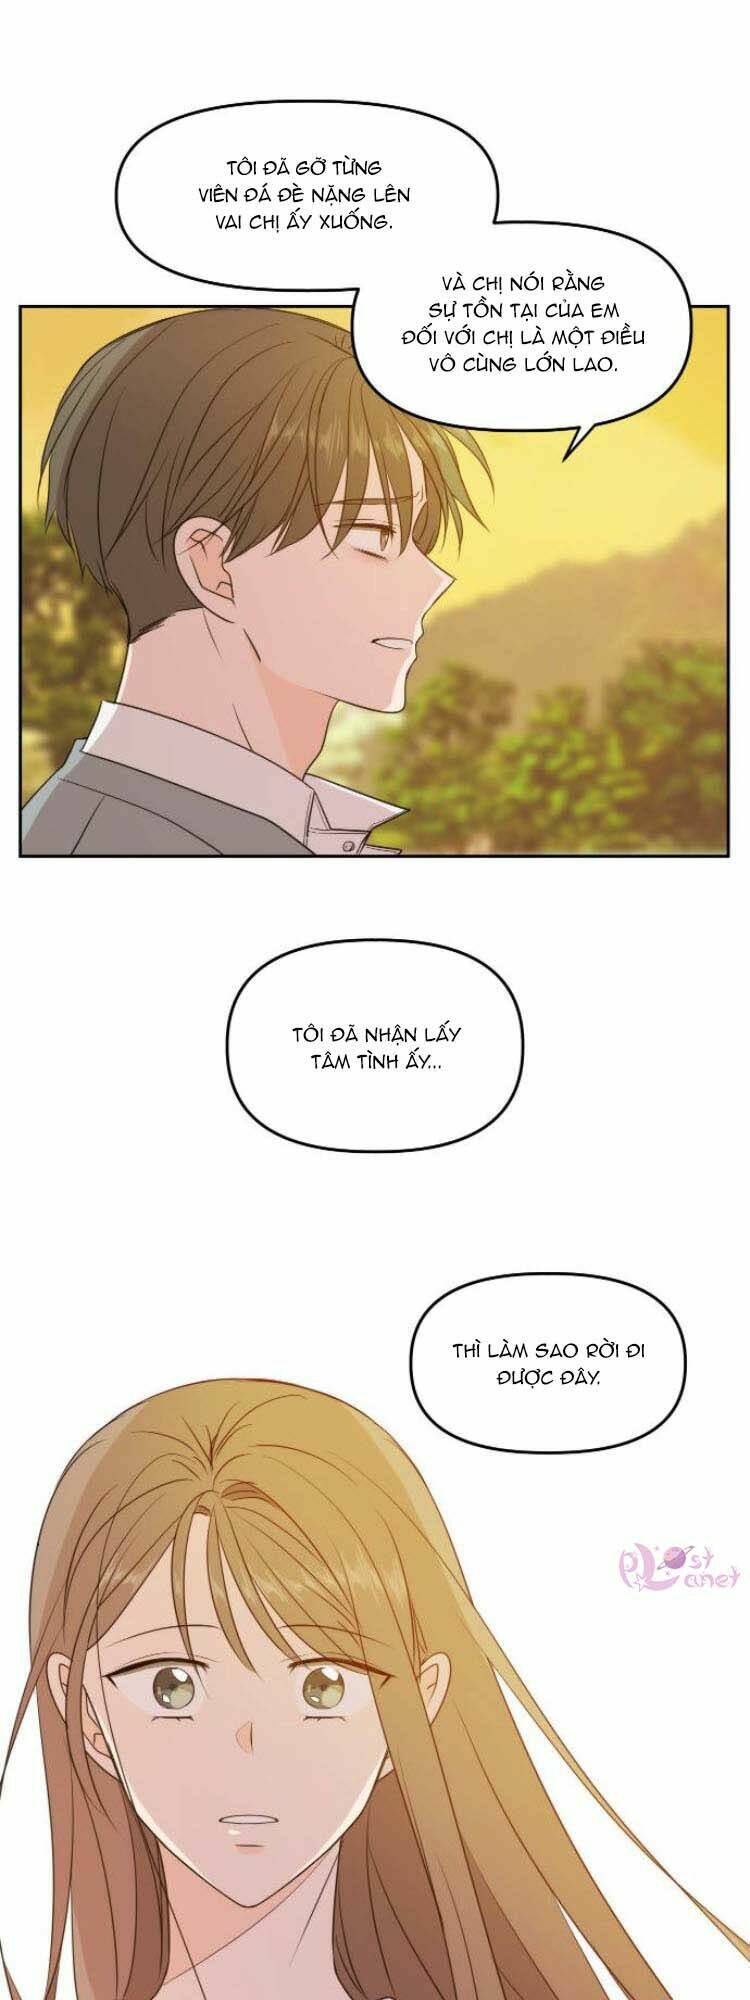 TÔI ĐÃ GỠ TỪNG
VIÊN ĐÁ ĐÈ NẶNG LÊN
VAI CHỊ ẤY XUỐNG.
VÀ CHỊ NÓI RẰNG
SỰ TỒN TẠI CỦA EM
ĐỐI VỚI CHỊ LÀ MỘT ĐIỀU
VÔ CÙNG LỚN LAO.
TÔI ĐÃ NHẬN LẤY
TÂM TÌNH ẤY...
THÌ LÀM SAO RỜI ĐI
ĐƯỢC ĐÂY.
Lost
Planet